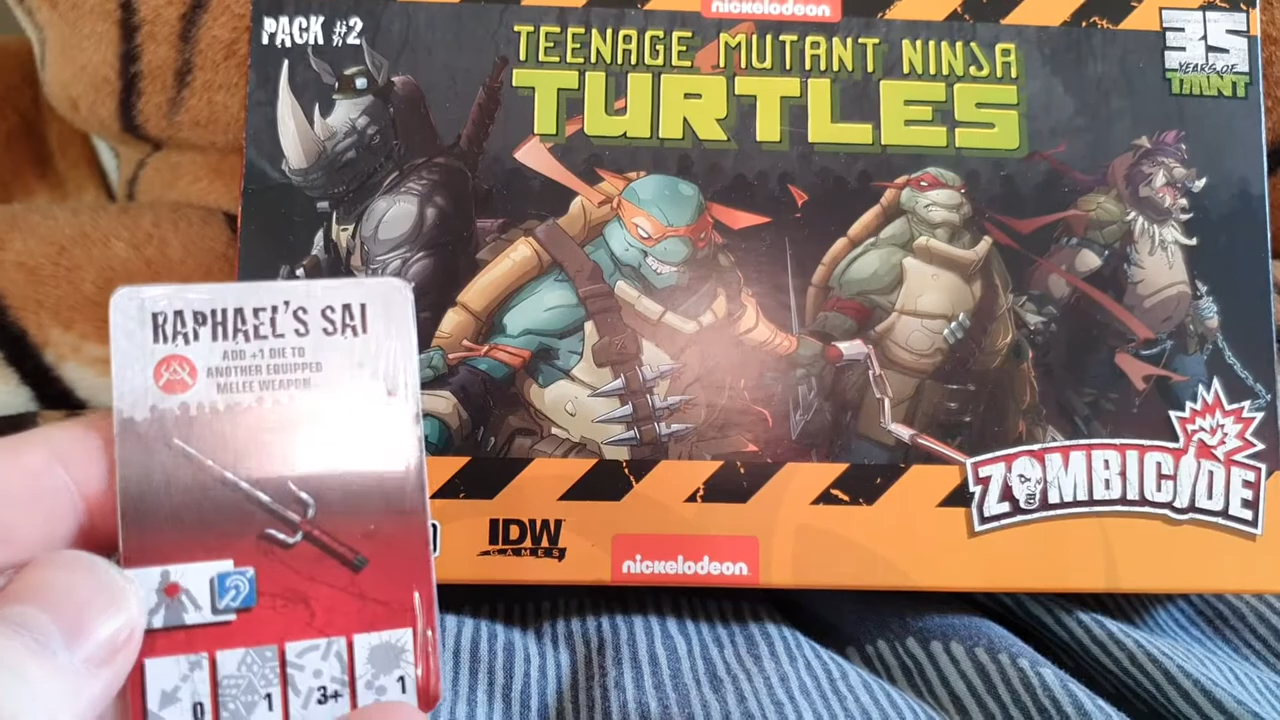 nickelodeon
PACK #2
TEENAGE MUTANT NINJA
TURTLES
35
YEARS OF
TMNT
RAPHAEL'S SAI
ADD +1 DIE TO
ANOTHER EQUIPPED
MELEE WEAPON
0
1
3+
1
ZOMBICIDE
IDW
GAMES
nickelodeon